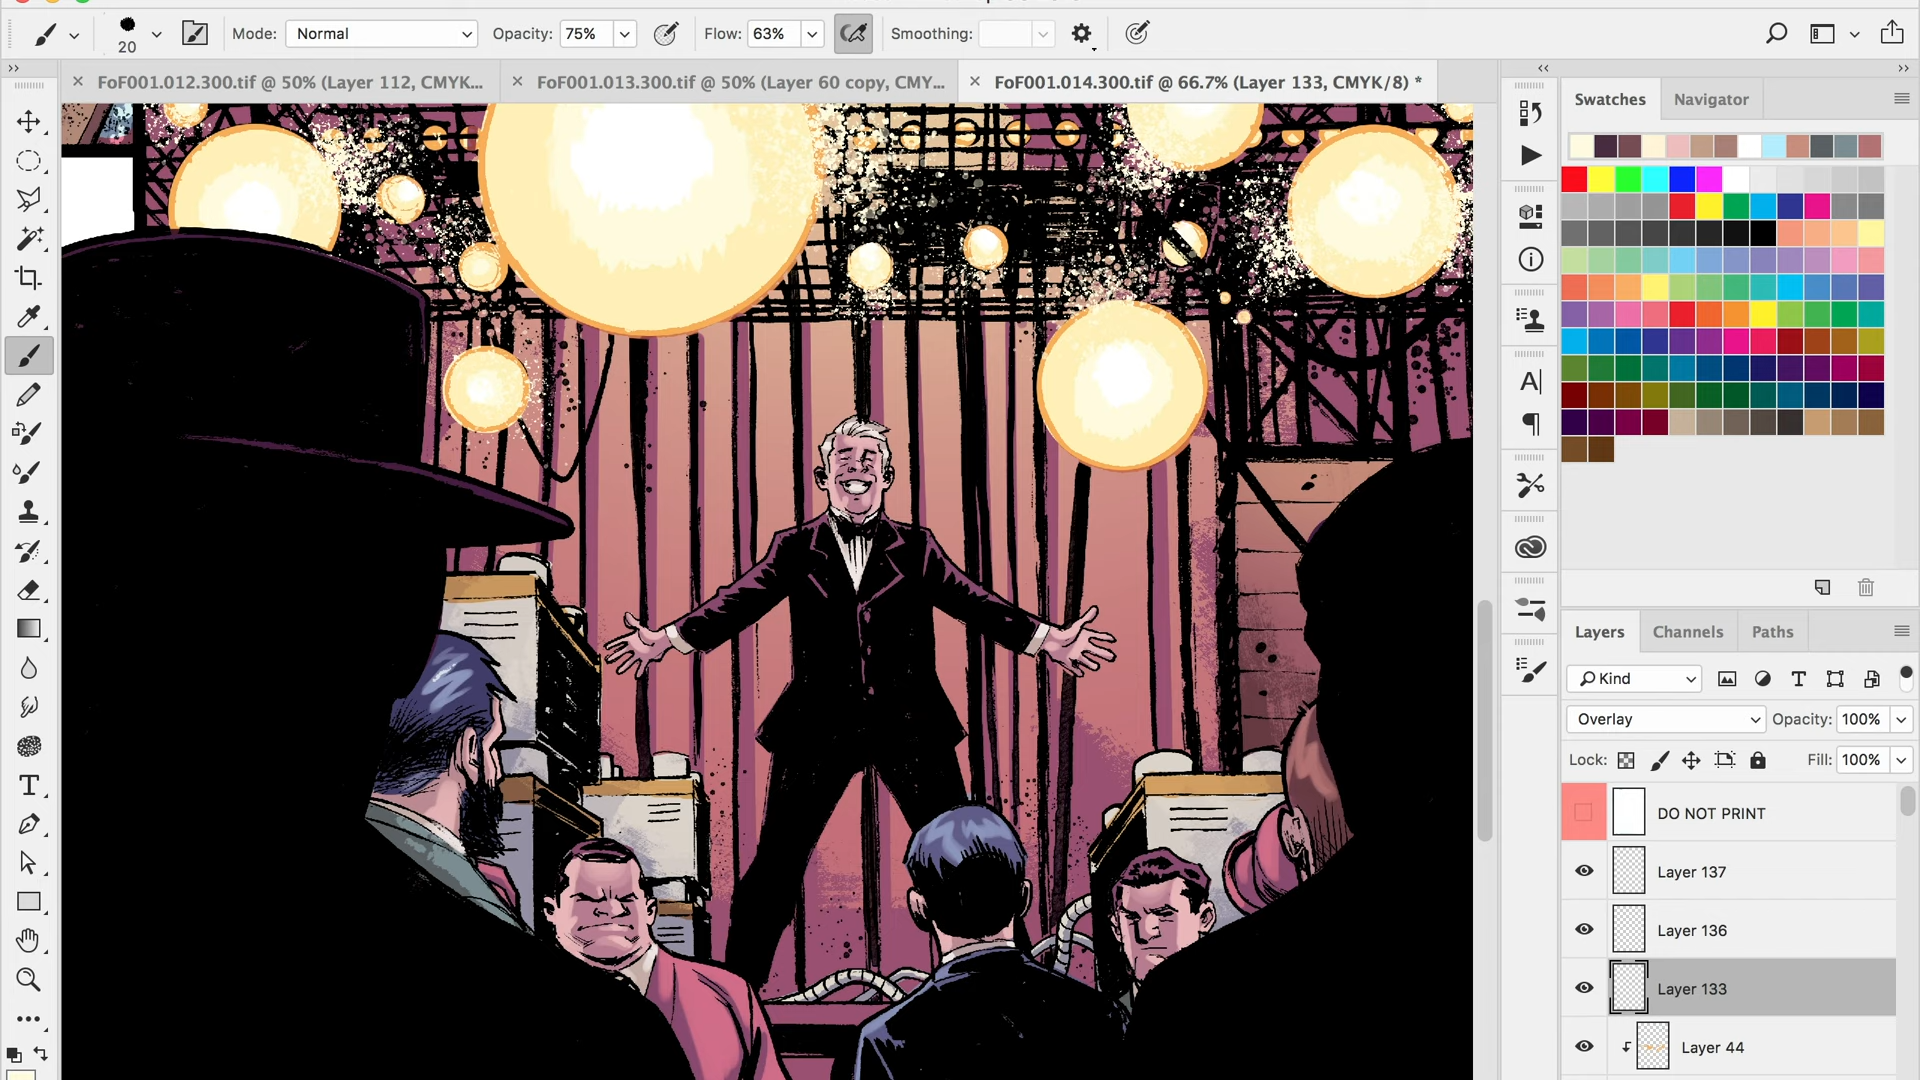 20
Mode:
Normal
Opacity:
75%
Flow:
63%
Smoothing:
FoF001.012.300.tif @ 50% (Layer 112, CMYK...
FoF001.013.300.tif @ 50% (Layer 60 copy, CMY...
FoF001.014.300.tif @ 66.7% (Layer 133, CMYK/8) *
Swatches
Navigator
Layers
Channels
Paths
Kind
Overlay
Opacity:
100%
Lock:
Fill:
100%
DO NOT PRINT
Layer 137
Layer 136
Layer 133
Layer 44